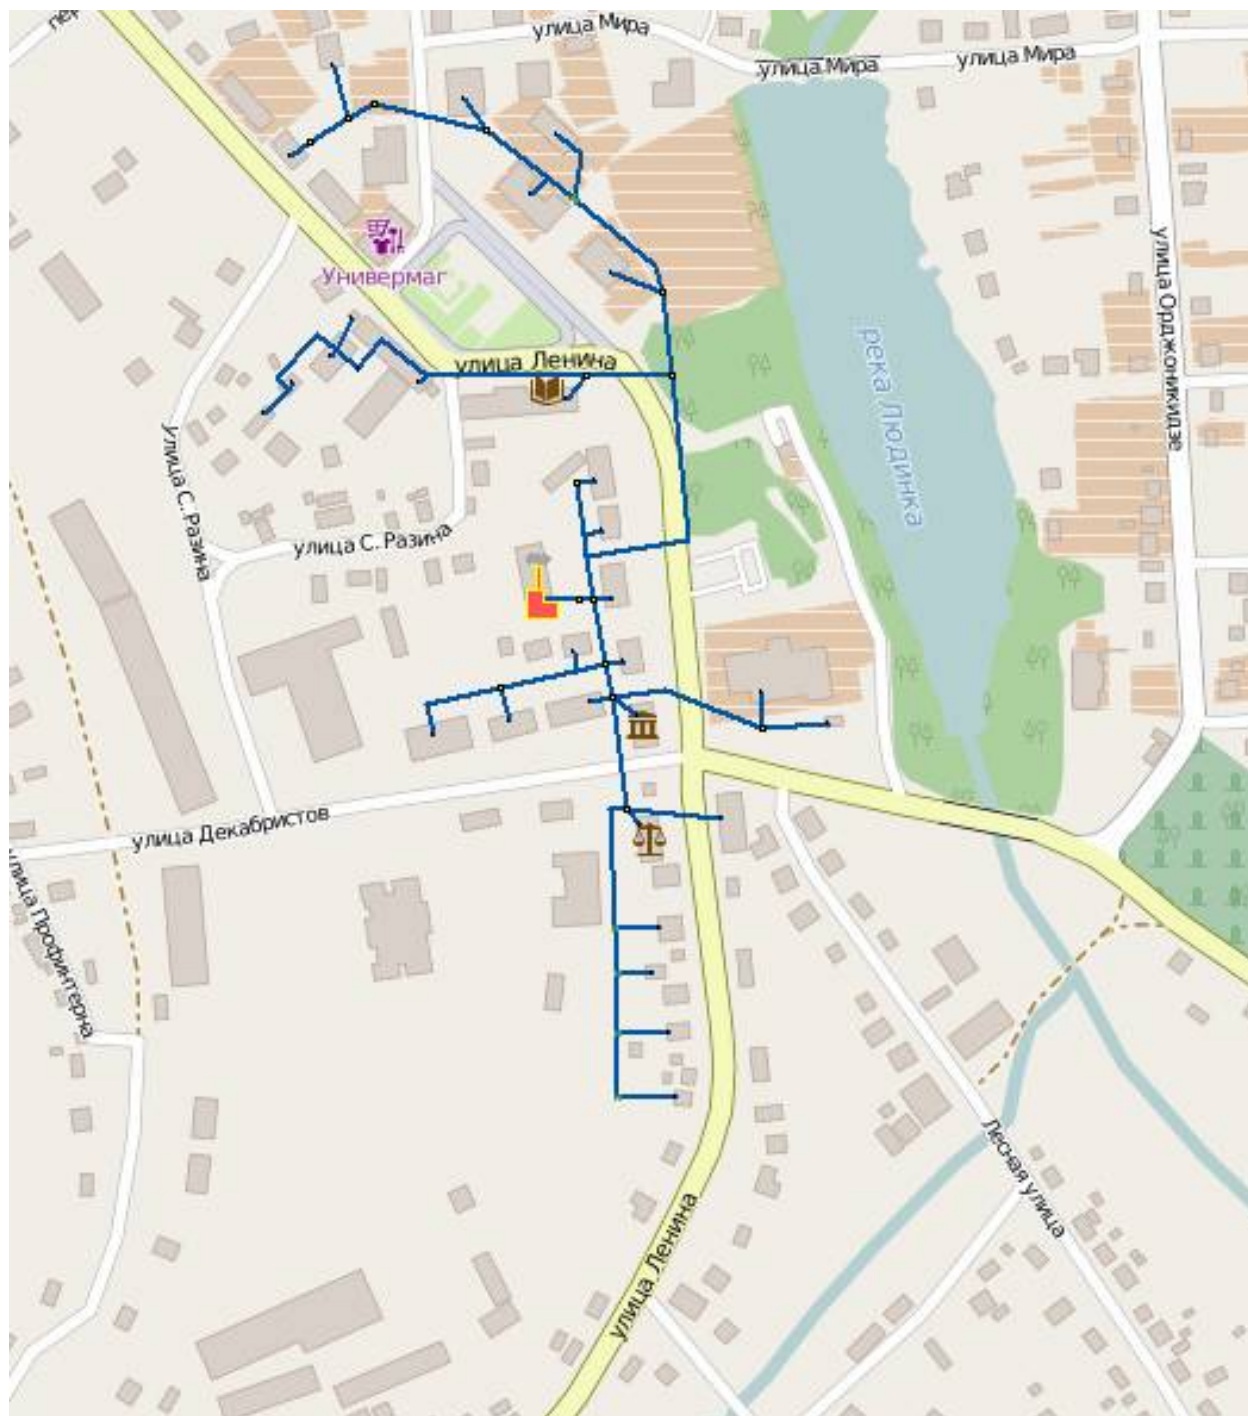 улица Мира
улица Мира
улица Мира
улица Орджоникидзе
Универмаг
река Людинка
улица Ленина
улица С. Разина
улица С. Разина
улица Декабристов
улица Профинтерна
Лесная улица
улица Ленина